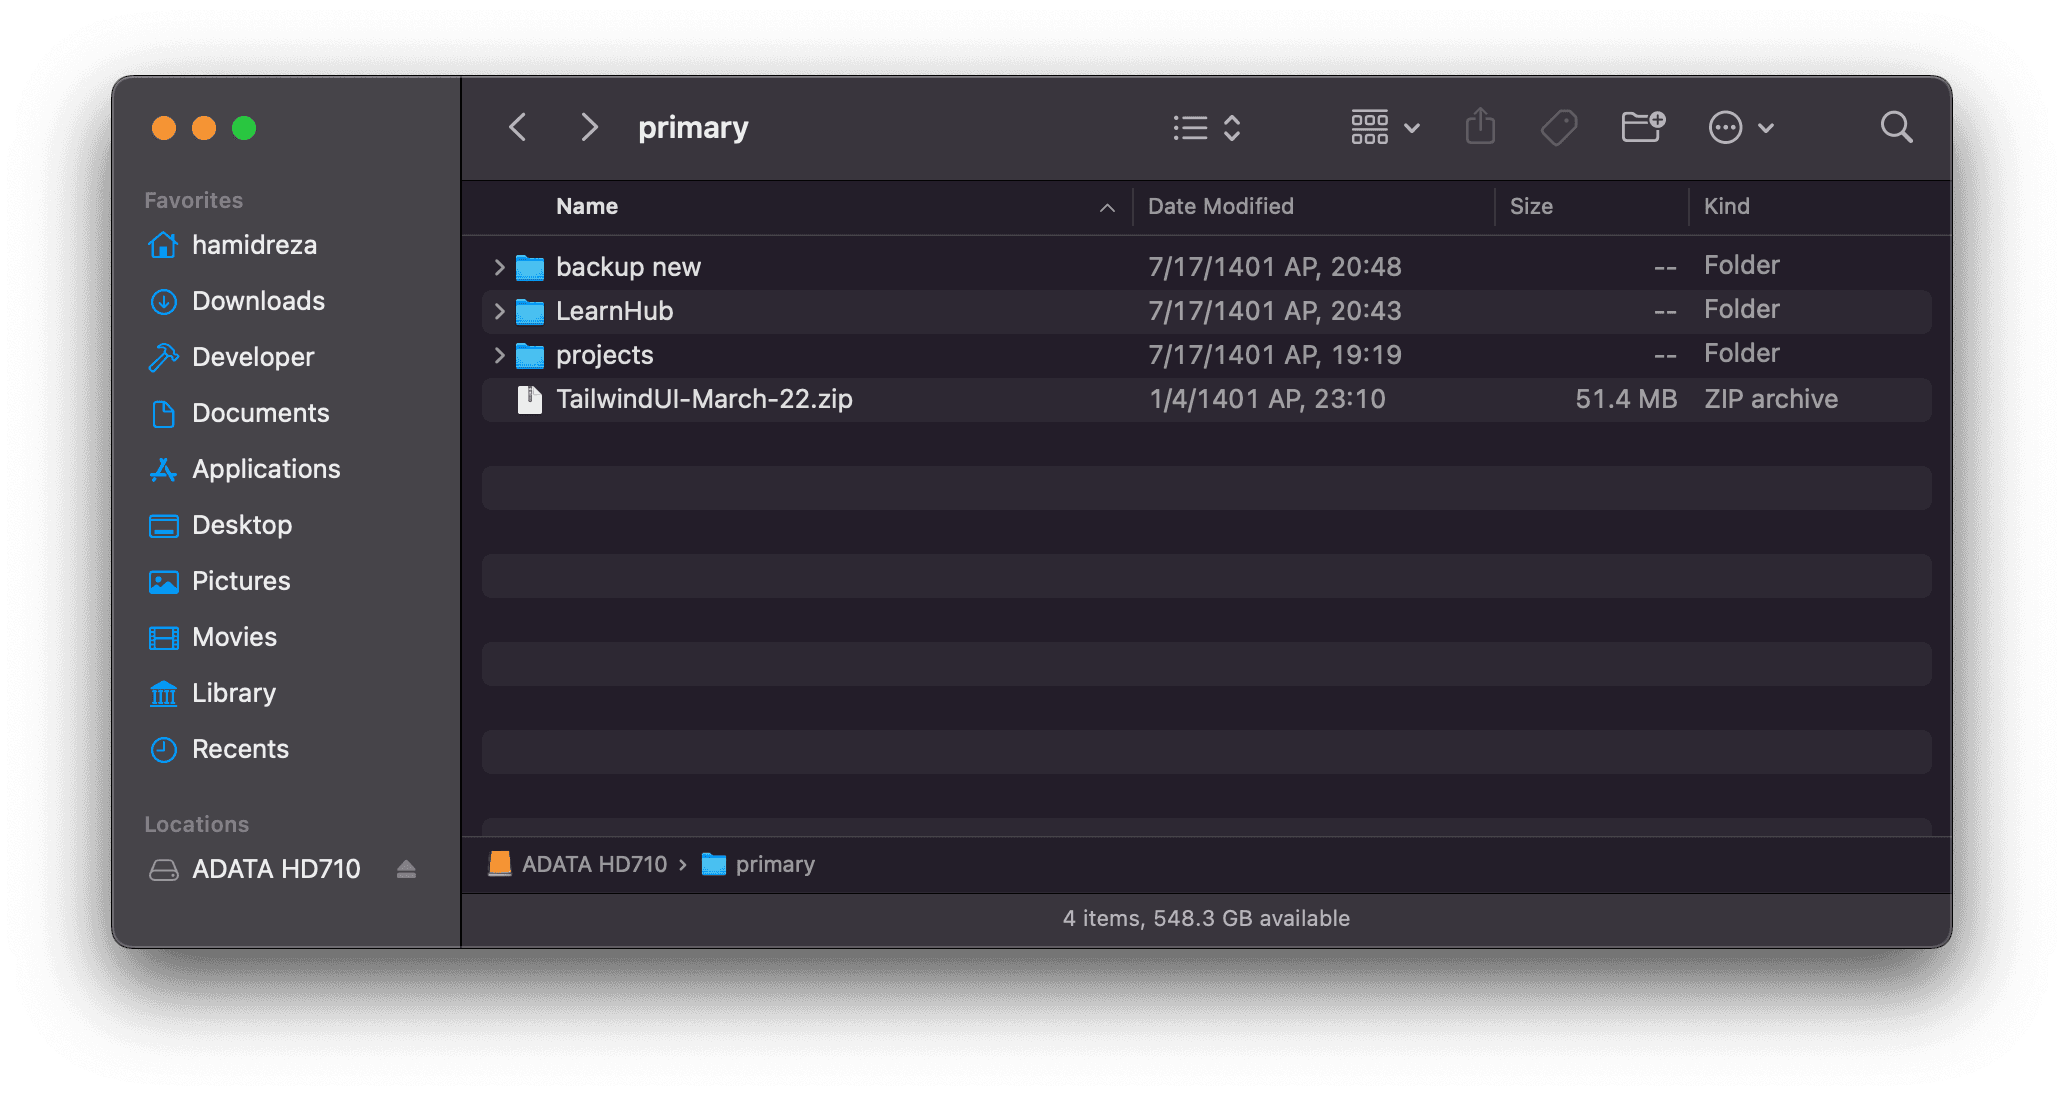 primary
Favorites
hamidreza
Downloads
Developer
Documents
Applications
Desktop
Pictures
Movies
Library
Recents
Locations
ADATA HD710
Name Date Modified Size Kind
backup new 7/17/1401 AP, 20:48 -- Folder
LearnHub 7/17/1401 AP, 20:43 -- Folder
projects 7/17/1401 AP, 19:19 -- Folder
TailwindUI-March-22.zip 1/4/1401 AP, 23:10 51.4 MB ZIP archive
ADATA HD710 › primary
4 items, 548.3 GB available